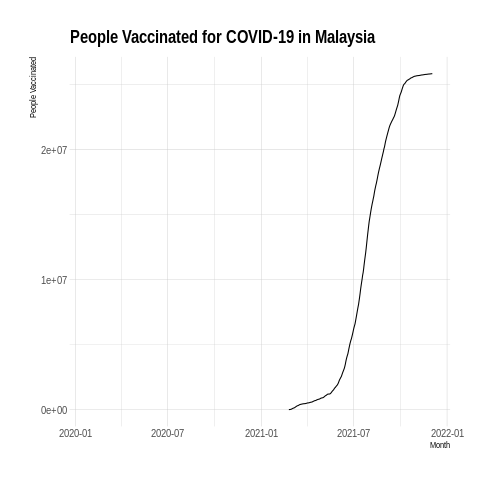 People Vaccinated for COVID-19 in Malaysia
People Vaccinated
2e+07
1e+07
0e+00
2020-01 2020-07 2021-01 2021-07 2022-01
Month